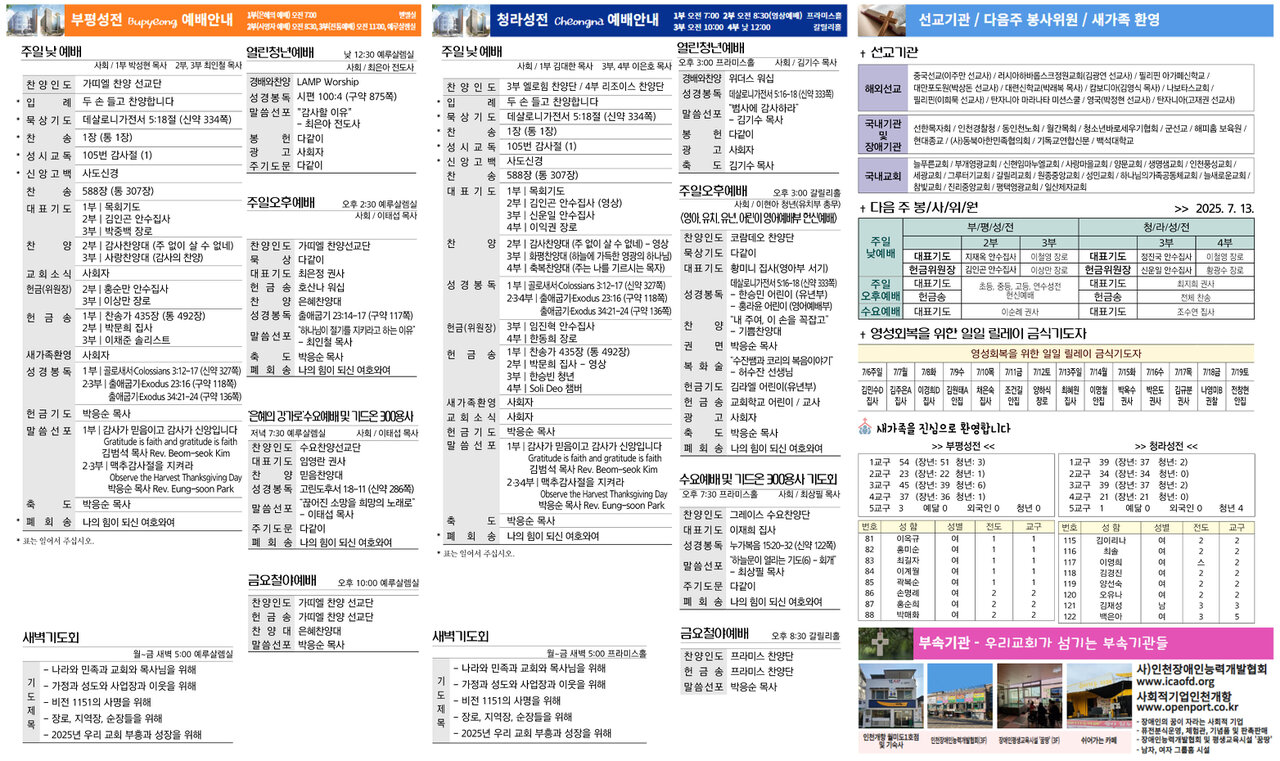 부평성전 Bupyeong 예배안내
1부(은혜의 예배) 오전 7:00 벧엘실
2부(사명자 예배) 오전 8:30, 3부(전통예배) 오전 11:00, 예루살렘실
주일 낮 예배
사회 / 1부 박성현 목사 2부, 3부 최인철 목사
찬양인도 가띠엘 찬양 선교단
* 입례 두 손 들고 찬양합니다
* 묵상기도 데살로니가전서 5:18절 (신약 334쪽)
* 찬송 1장 (통 1장)
* 성시교독 105번 감사절 (1)
* 신앙고백 사도신경
찬송 588장 (통 307장)
대표기도 1부 | 목회기도
2부 | 김인곤 안수집사
3부 | 박중백 장로
찬양 2부 | 감사찬양대 (주 없이 살 수 없네)
3부 | 사랑찬양대 (감사의 찬양)
교회소식 사회자
헌금(위원장) 2부 | 홍순만 안수집사
3부 | 이상만 장로
헌금송 1부 | 찬송가 435장 (통 492장)
2부 | 박문희 집사
3부 | 이채준 솔리스트
새가족환영 사회자
성경봉독 1부 | 골로새서Colossians 3:12-17 (신약 327쪽)
2·3부 | 출애굽기Exodus 23:16 (구약 118쪽)
출애굽기Exodus 34:21-24 (구약 136쪽)
헌금기도 박응순 목사
말씀선포 1부 | 감사가 믿음이고 감사가 신앙입니다
Gratitude is faith and gratitude is faith
김범석 목사 Rev. Beom-seok Kim
2·3부 | 맥추감사절을 지켜라
Observe the Harvest Thanksgiving Day
박응순 목사 Rev. Eung-soon Park
축도 박응순 목사
* 폐회송 나의 힘이 되신 여호와여
* 표는 일어서 주십시오.
새벽기도회
월-금 새벽 5:00 예루살렘실
기도제목
- 나라와 민족과 교회와 목사님을 위해
- 가정과 성도와 사업장과 이웃을 위해
- 비전 1151의 사명을 위해
- 장로, 지역장, 순장들을 위해
- 2025년 우리 교회 부흥과 성장을 위해
열린청년예배 낮 12:30 예루살렘실
사회 / 최은아 전도사
경배와찬양 LAMP Worship
성경봉독 시편 100:4 (구약 875쪽)
말씀선포 "감사할 이유"
- 최은아 전도사
봉헌 다같이
광고 사회자
주기도문 다같이
주일오후예배 오후 2:30 예루살렘실
사회 / 이태섭 목사
찬양인도 가띠엘 찬양선교단
묵상 다같이
대표기도 최은정 권사
헌금송 호산나 워십
찬양 은혜찬양대
성경봉독 출애굽기 23:14-17 (구약 117쪽)
말씀선포 "하나님이 절기를 지키라고 하는 이유"
- 최인철 목사
축도 박응순 목사
폐회송 나의 힘이 되신 여호와여
은혜의 강가로수요예배 및 기드온 300용사
저녁 7:30 예루살렘실 사회 / 이태섭 목사
찬양인도 수요찬양선교단
대표기도 임영란 권사
찬양 믿음찬양대
성경봉독 고린도후서 1:8-11 (신약 286쪽)
말씀선포 "끊어진 소망을 희망의 노래로"
- 이태섭 목사
주기도문 다같이
폐회송 나의 힘이 되신 여호와여
금요철야예배 오후 10:00 예루살렘실
찬양인도 가띠엘 찬양 선교단
헌금송 가띠엘 찬양 선교단
찬양대 은혜찬양대
말씀선포 박응순 목사
청라성전 Cheongna 예배안내
1부 오전 7:00 2부 오전 8:30(영상예배) 프라미스홀
3부 오전 10:00 4부 낮 12:00 갈릴리홀
주일 낮 예배
사회 / 1부 김대한 목사 3부, 4부 이은호 목사
찬양인도 3부 엘로힘 찬양단 / 4부 리조이스 찬양단
* 입례 두 손 들고 찬양합니다
* 묵상기도 데살로니가전서 5:18절 (신약 334쪽)
* 찬송 1장 (통 1장)
* 성시교독 105번 감사절 (1)
* 신앙고백 사도신경
찬송 588장 (통 307장)
대표기도 1부 | 목회기도
2부 | 김인곤 안수집사 (영상)
3부 | 신운일 안수집사
4부 | 이익권 장로
찬양 2부 | 감사찬양대 (주 없이 살 수 없네) - 영상
3부 | 화평찬양대 (하늘에 가득한 영광의 하나님)
4부 | 축복찬양대 (주는 나를 기르시는 목자)
성경봉독 1부 | 골로새서Colossians 3:12-17 (신약 327쪽)
2·3·4부 | 출애굽기Exodus 23:16 (구약 118쪽)
출애굽기Exodus 34:21-24 (구약 136쪽)
헌금(위원장) 3부 | 임진혁 안수집사
4부 | 한동희 장로
헌금송 1부 | 찬송가 435장 (통 492장)
2부 | 박문희 집사 - 영상
3부 | 한승빈 청년
4부 | Soli Deo 챔버
새가족환영 사회자
교회소식 사회자
헌금기도 박응순 목사
말씀선포 1부 | 감사가 믿음이고 감사가 신앙입니다
Gratitude is faith and gratitude is faith
김범석 목사 Rev. Beom-seok Kim
2·3·4부 | 맥추감사절을 지켜라
Observe the Harvest Thanksgiving Day
박응순 목사 Rev. Eung-soon Park
축도 박응순 목사
* 폐회송 나의 힘이 되신 여호와여
* 표는 일어서 주십시오.
새벽기도회
월-금 새벽 5:00 프라미스홀
기도제목
- 나라와 민족과 교회와 목사님을 위해
- 가정과 성도와 사업장과 이웃을 위해
- 비전 1151의 사명을 위해
- 장로, 지역장, 순장들을 위해
- 2025년 우리 교회 부흥과 성장을 위해
열린청년예배
오후 3:00 프라미스홀 사회 / 김기수 목사
경배와찬양 위더스 워십
성경봉독 데살로니가전서 5:16-18 (신약 333쪽)
말씀선포 "범사에 감사하라"
- 김기수 목사
봉헌 다같이
광고 사회자
축도 김기수 목사
주일오후예배 오후 3:00 갈릴리홀
사회 / 이현아 청년(유치부 총무)
(영아, 유치, 유년, 어린이 영어예배부 헌신예배)
찬양인도 코람데오 찬양단
묵상기도 다같이
대표기도 황미니 집사(영아부 서기)
성경봉독 데살로니가전서 5:16-18 (신약 333쪽)
- 한승민 어린이 (유년부)
- 홍라윤 어린이 (영어예배부)
찬양 "내 주여, 이 손을 꼭잡고"
- 기쁨찬양대
권면 박응순 목사
복화술 "수잔쌤과 코리의 복음이야기"
- 허수잔 선생님
헌금기도 김라엘 어린이(유년부)
헌금송 교회학교 어린이 / 교사
광고 사회자
축도 박응순 목사
폐회송 나의 힘이 되신 여호와여
수요예배 및 기드온 300용사 기도회
오후 7:30 프라미스홀 사회 / 최상필 목사
찬양인도 그레이스 수요찬양단
대표기도 이재희 집사
성경봉독 누가복음 15:20-32 (신약 122쪽)
말씀선포 "하늘문이 열리는 기도(6) - 회개"
- 최상필 목사
주기도문 다같이
폐회송 나의 힘이 되신 여호와여
금요철야예배 오후 8:30 갈릴리홀
찬양인도 프라미스 찬양단
헌금송 프라미스 찬양단
말씀선포 박응순 목사
선교기관 / 다음주 봉사위원 / 새가족 환영
✝ 선교기관
해외선교 중국선교(이주만 선교사) / 러시아하바롭스크정원교회(김광연 선교사) / 필리핀 아가페신학교 /
대만포도원(박성돈 선교사) / 대련신학교(박래복 목사) / 캄보디아(김영식 목사) / 나보타스교회 /
필리핀(이희묵 선교사) / 탄자니아 마라나타 미션스쿨 / 영국(박정현 선교사) / 탄자니아(고재권 선교사)
국내기관 및 장애기관 선한목자회 / 인천경찰청 / 동인천노회 / 월간목회 / 청소년바로세우기협회 / 군선교 / 해피홈 보육원 /
현대종교 / (사)동북아한민족협의회 / 기독교연합신문 / 백석대학교
국내교회 늘푸른교회 / 부개영광교회 / 신현임마누엘교회 / 사랑마을교회 / 양문교회 / 생명샘교회 / 인천풍성교회 /
세광교회 / 그루터기교회 / 갈릴리교회 / 원종중앙교회 / 성민교회 / 하나님의가족공동체교회 / 늘새로운교회 /
참빛교회 / 진리중앙교회 / 평택영광교회 / 일산제자교회
✝ 다음 주 봉/사/위/원 >> 2025. 7. 13.
부/평/성/전 청/라/성/전
2부 3부 3부 4부
주일 낮예배 대표기도 지재옥 안수집사 이철영 장로 대표기도 정진국 안수집사 이철영 장로
헌금위원장 김인곤 안수집사 이상만 장로 헌금위원장 신운일 안수집사 황광수 장로
주일 오후예배 대표기도 초등, 중등, 고등, 연수성전 헌신예배 대표기도 최지희 권사
헌금송 헌금송 전체 찬송
수요예배 대표기도 이순례 권사 대표기도 조수연 집사
✝ 영성회복을 위한 일일 릴레이 금식기도자
영성회복을 위한 일일 릴레이 금식기도자
7/6주일 7/7월 7/8화 7/9수 7/10목 7/11금 7/12토 7/13주일 7/14월 7/15화 7/16수 7/17목 7/18금 7/19토
김민수D 김주은A 이경희D 김원태A 채은숙 조건길 양하식 최혜원 이명철 박옥수 박은도 김규분 나영미B 전창현
집사 집사 집사 안집 집사 안집 장로 집사 안집 권사 안집 권사 권찰 안집
새가족을 진심으로 환영합니다
>> 부평성전 <<
1교구 54 (장년: 51 청년: 3)
2교구 23 (장년: 22 청년: 1)
3교구 45 (장년: 39 청년: 6)
4교구 37 (장년: 36 청년: 1)
5교구 3 예닮 0 외국인 0 청년 0
번호 성함 성별 전도 교구
81 이옥규 여 1 1
82 홍미순 여 1 1
83 최길자 여 1 1
84 이계월 여 1 1
85 곽복순 여 1 1
86 손명례 여 2 2
87 홍순희 여 2 2
88 박매화 여 2 2
>> 청라성전 <<
1교구 39 (장년: 37 청년: 2)
2교구 34 (장년: 34 청년: 0)
3교구 39 (장년: 37 청년: 2)
4교구 21 (장년: 21 청년: 0)
5교구 1 예닮 0 외국인 0 청년 4
번호 성함 성별 전도 교구
115 김이리나 여 2 2
116 최솔 여 2 2
117 이영희 여 스 2
118 김경진 여 2 2
119 함선숙 여 2 2
120 오유나 여 2 2
121 김재성 남 3 3
122 백은아 여 3 5
부속기관 - 우리교회가 섬기는 부속기관들
인천개항 월미도1호점 및 기숙사
인천장애인능력개발협회(3F)
장애인평생교육시설 '꿈땅' (3F)
쉬어가는 카페
사)인천장애인능력개발협회
www.icaofd.org
사회적기업인천개항
www.openport.co.kr
- 장애인의 꿈이 자라는 사회적 기업
- 퓨전분식운영, 체험관, 기념품 및 판촉판매
- 장애인능력개발협회 및 평생교육시설 '꿈땅'
- 남자, 여자 그룹홈 시설